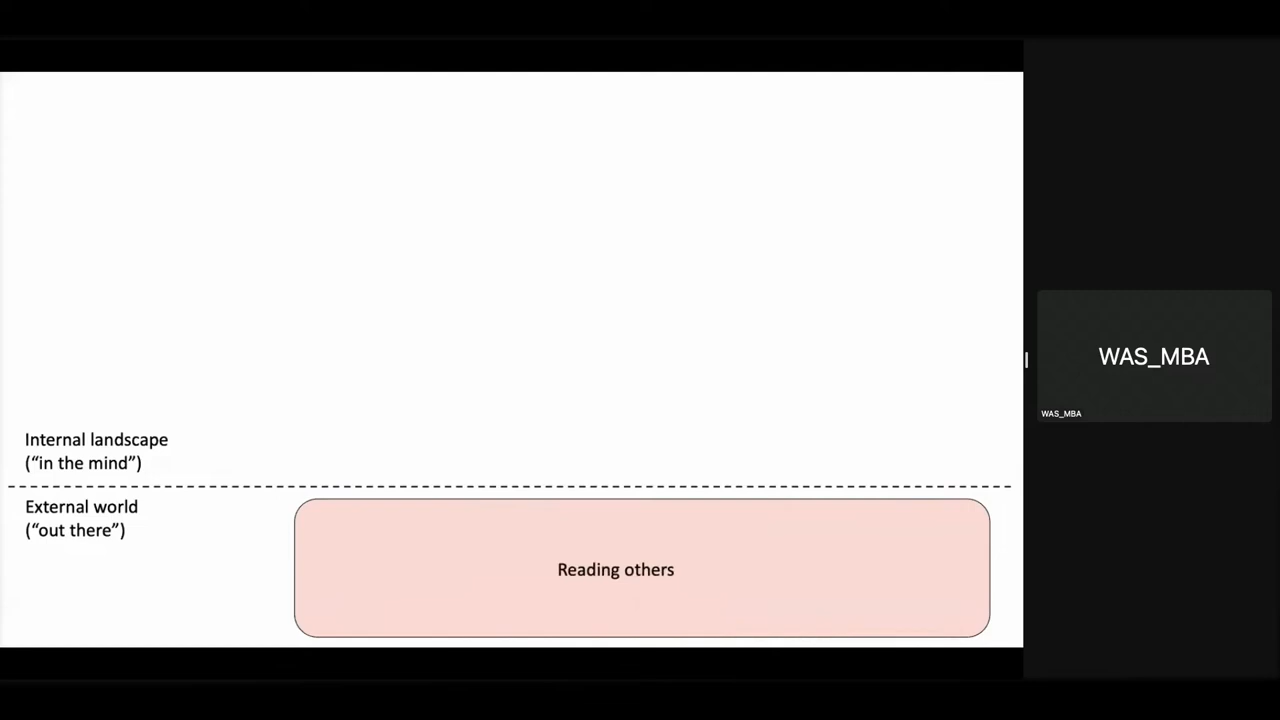 Internal landscape
(“in the mind”)
External world
(“out there”)
Reading others
WAS_MBA
WAS_MBA